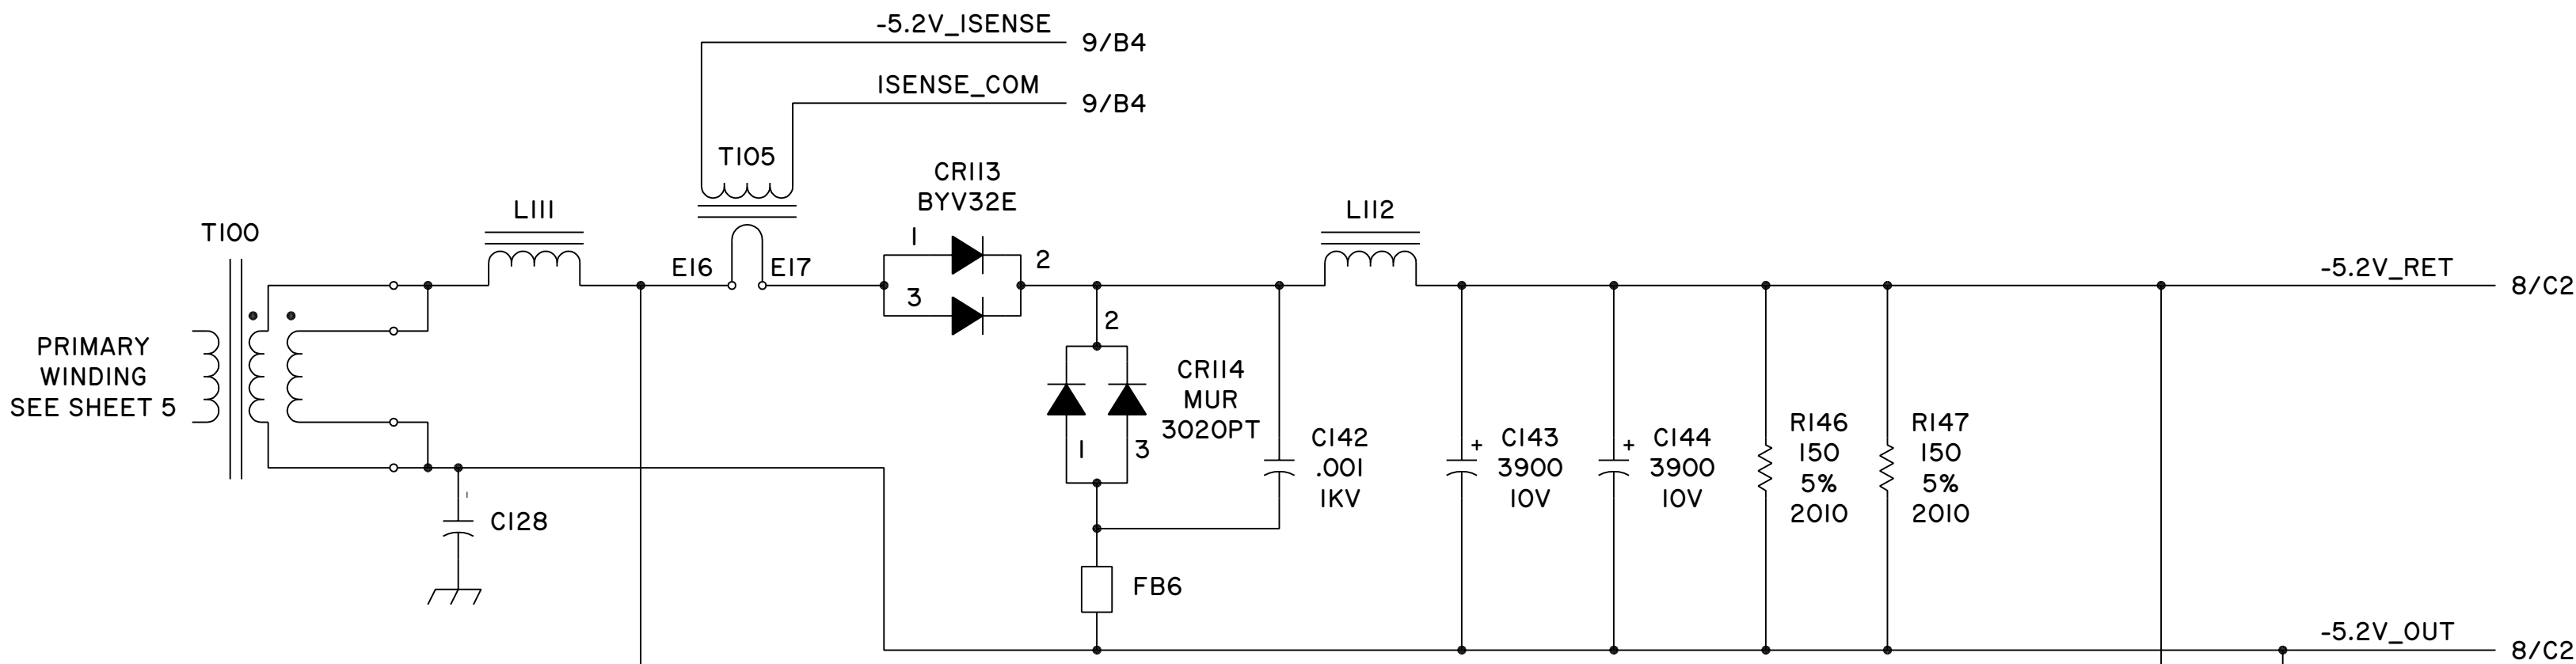 -5.2V_ISENSE
9/B4
ISENSE_COM
9/B4
T105
CR113
BYV32E
L111
L112
T100
1
2
E16
E17
3
-5.2V_RET
8/C2
PRIMARY
WINDING
SEE SHEET 5
2
CR114
MUR
3020PT
1
3
C142
.001
1KV
+
C143
3900
10V
+
C144
3900
10V
R146
150
5%
2010
R147
150
5%
2010
C128
FB6
-5.2V_OUT
8/C2